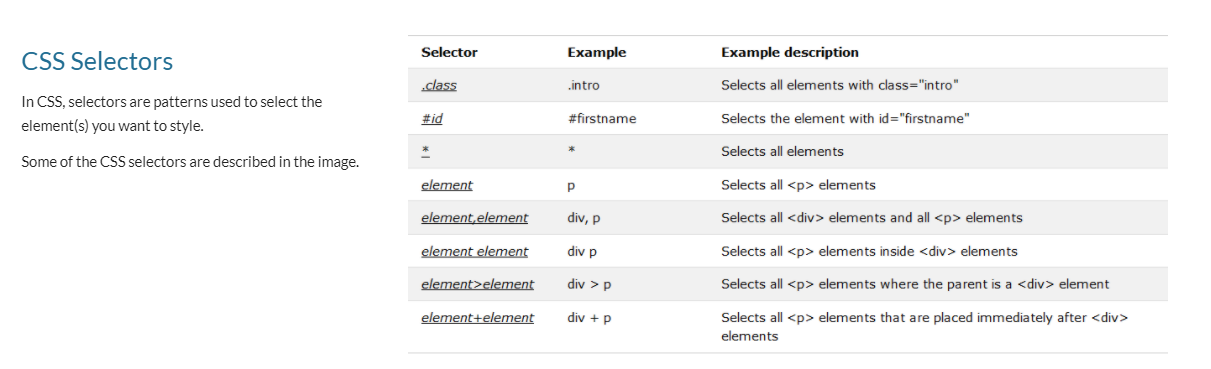 CSS Selectors
In CSS, selectors are patterns used to select the
element(s) you want to style.
Some of the CSS selectors are described in the image.
Selector Example Example description
.class .intro Selects all elements with class="intro"
#id #firstname Selects the element with id="firstname"
* * Selects all elements
element p Selects all <p> elements
element,element div, p Selects all <div> elements and all <p> elements
element element div p Selects all <p> elements inside <div> elements
element>element div > p Selects all <p> elements where the parent is a <div> element
element+element div + p Selects all <p> elements that are placed immediately after <div>
elements